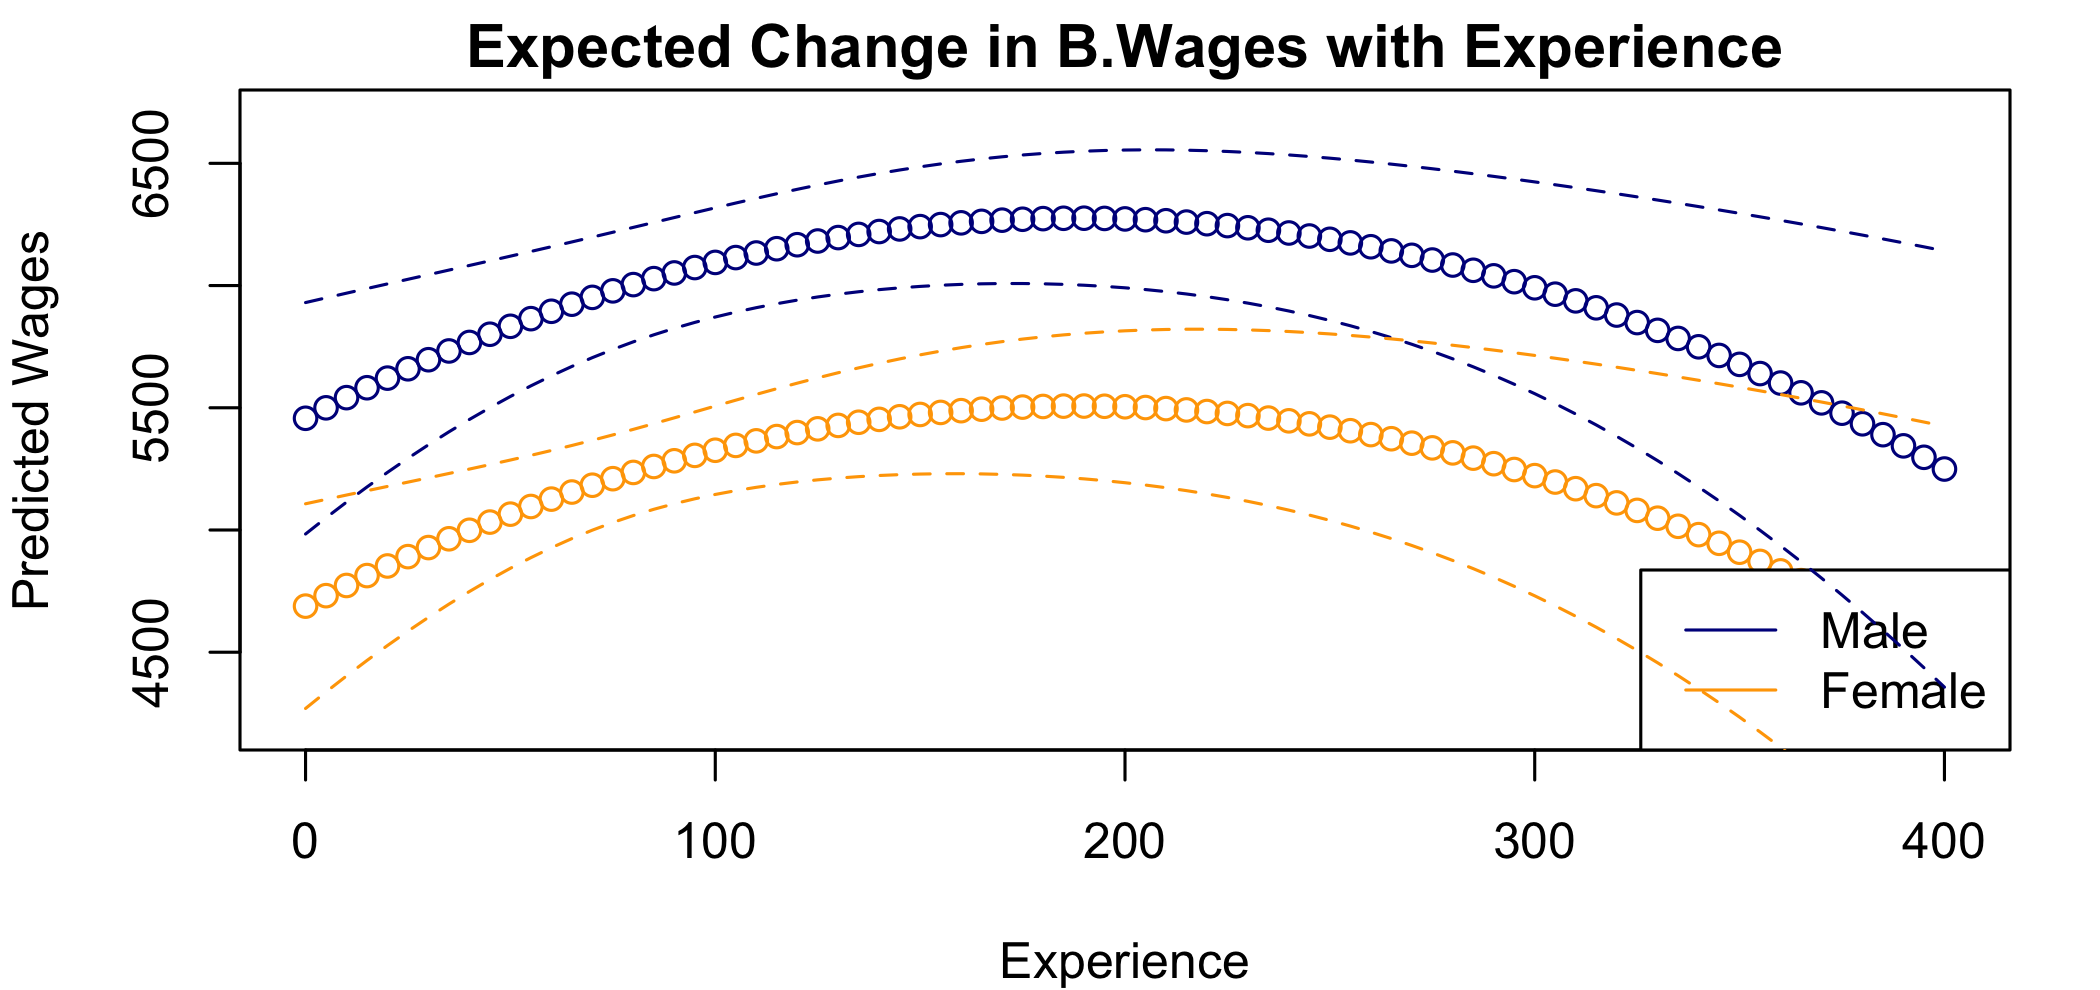 Expected Change in B.Wages with Experience
Predicted Wages
6500
5500
4500
Male
Female
0 100 200 300 400
Experience